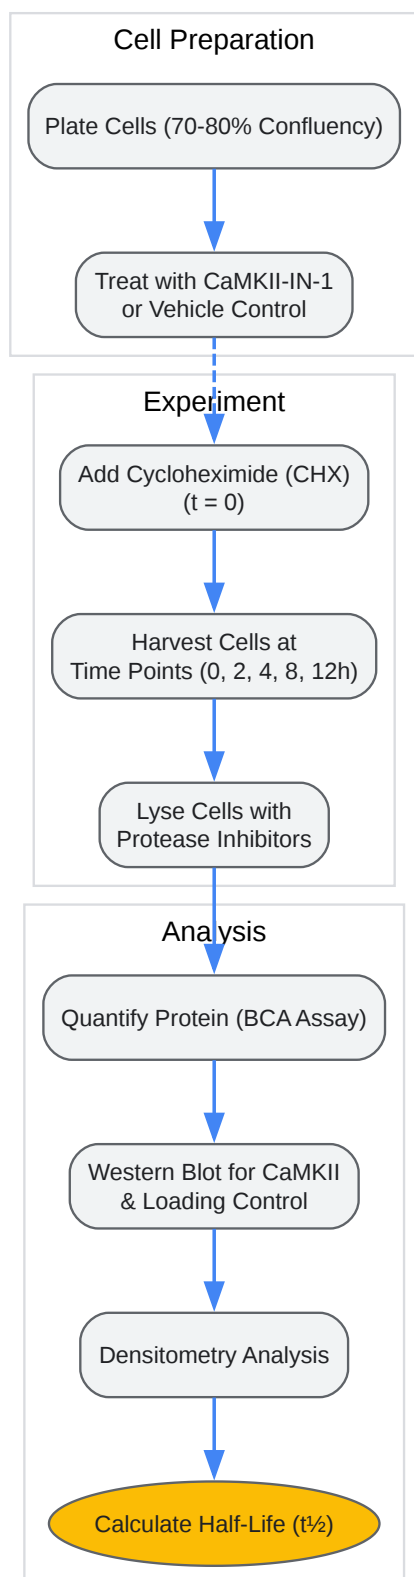 Cell Preparation
Plate Cells (70-80% Confluency)
Treat with CaMKII-IN-1
or Vehicle Control
Experiment
Add Cycloheximide (CHX)
(t = 0)
Harvest Cells at
Time Points (0, 2, 4, 8, 12h)
Lyse Cells with
Protease Inhibitors
Analysis
Quantify Protein (BCA Assay)
Western Blot for CaMKII
& Loading Control
Densitometry Analysis
Calculate Half-Life (t½)